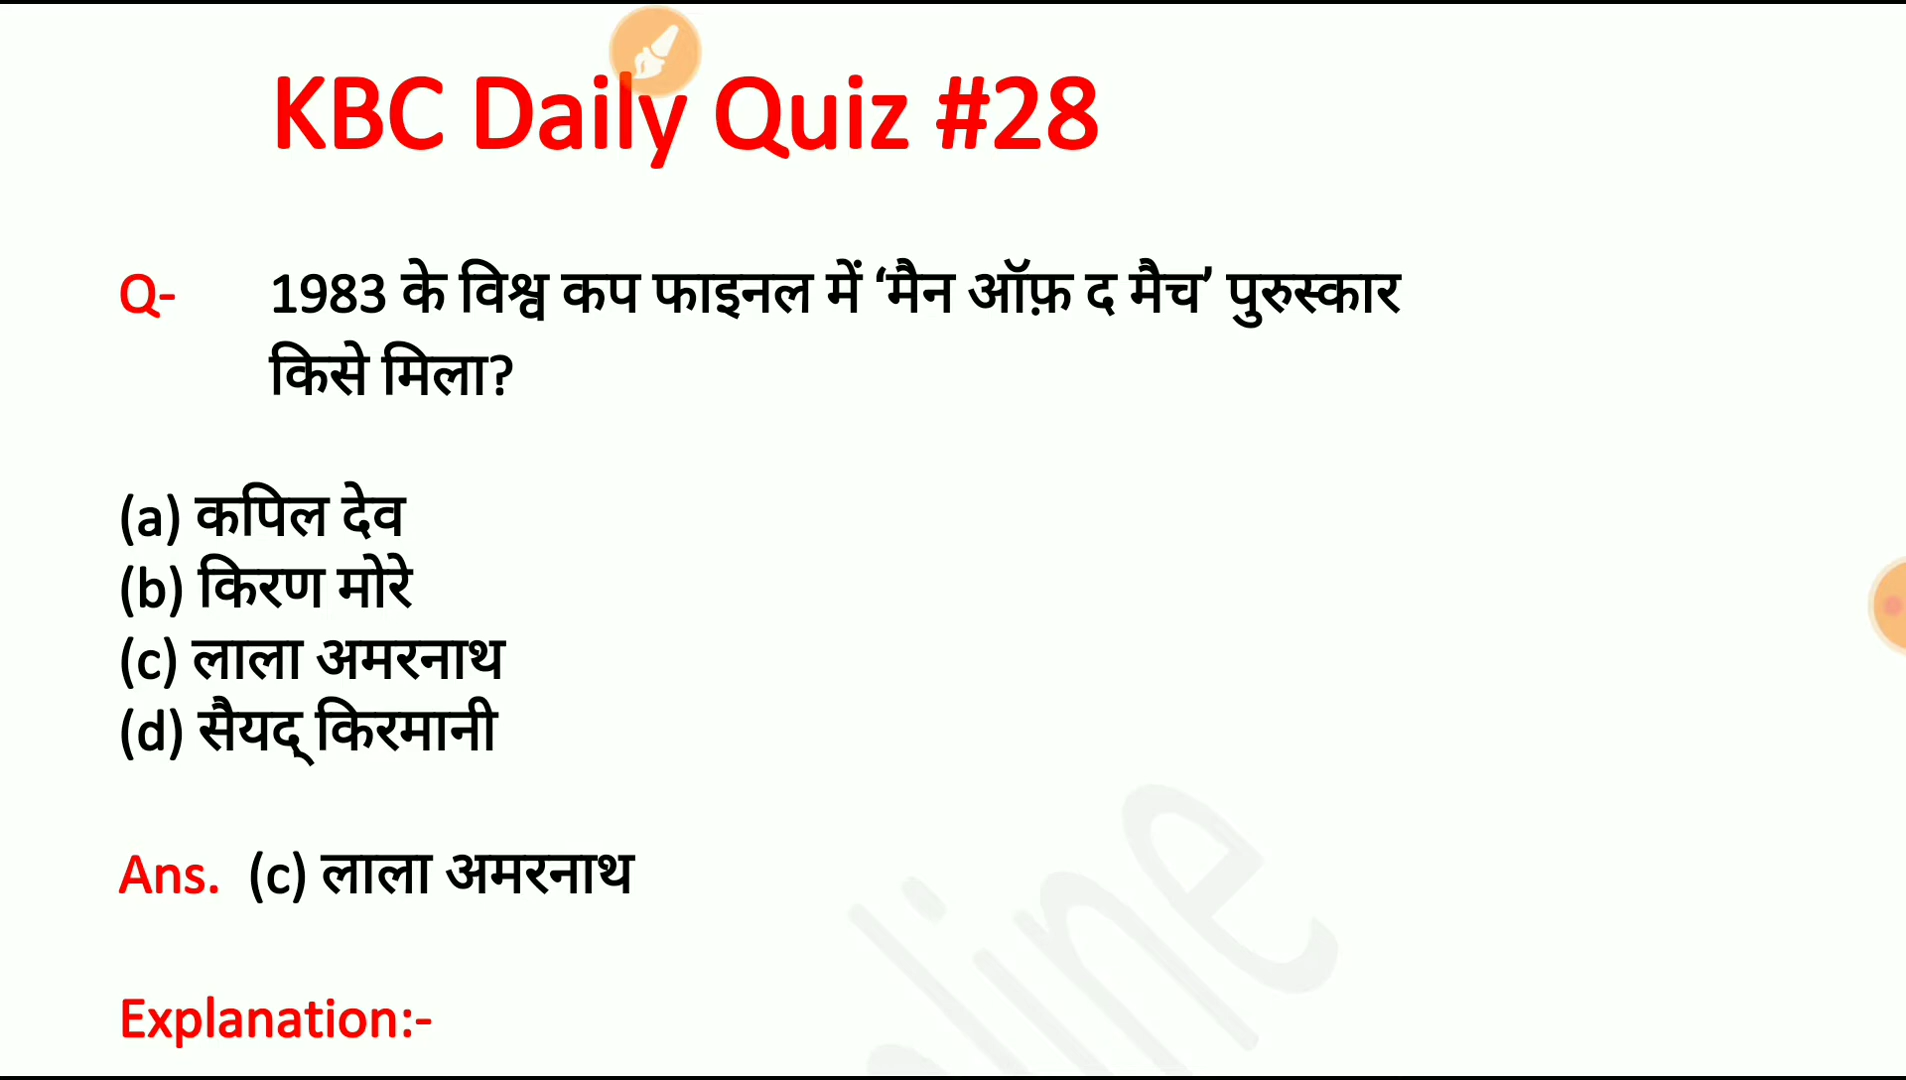 KBC Daily Quiz #28
Q- 1983 के विश्व कप फाइनल में ‘मैन ऑफ़ द मैच’ पुरुस्कार
किसे मिला?
(a) कपिल देव
(b) किरण मोरे
(c) लाला अमरनाथ
(d) सैयद् किरमानी
Ans. (c) लाला अमरनाथ
Explanation:-